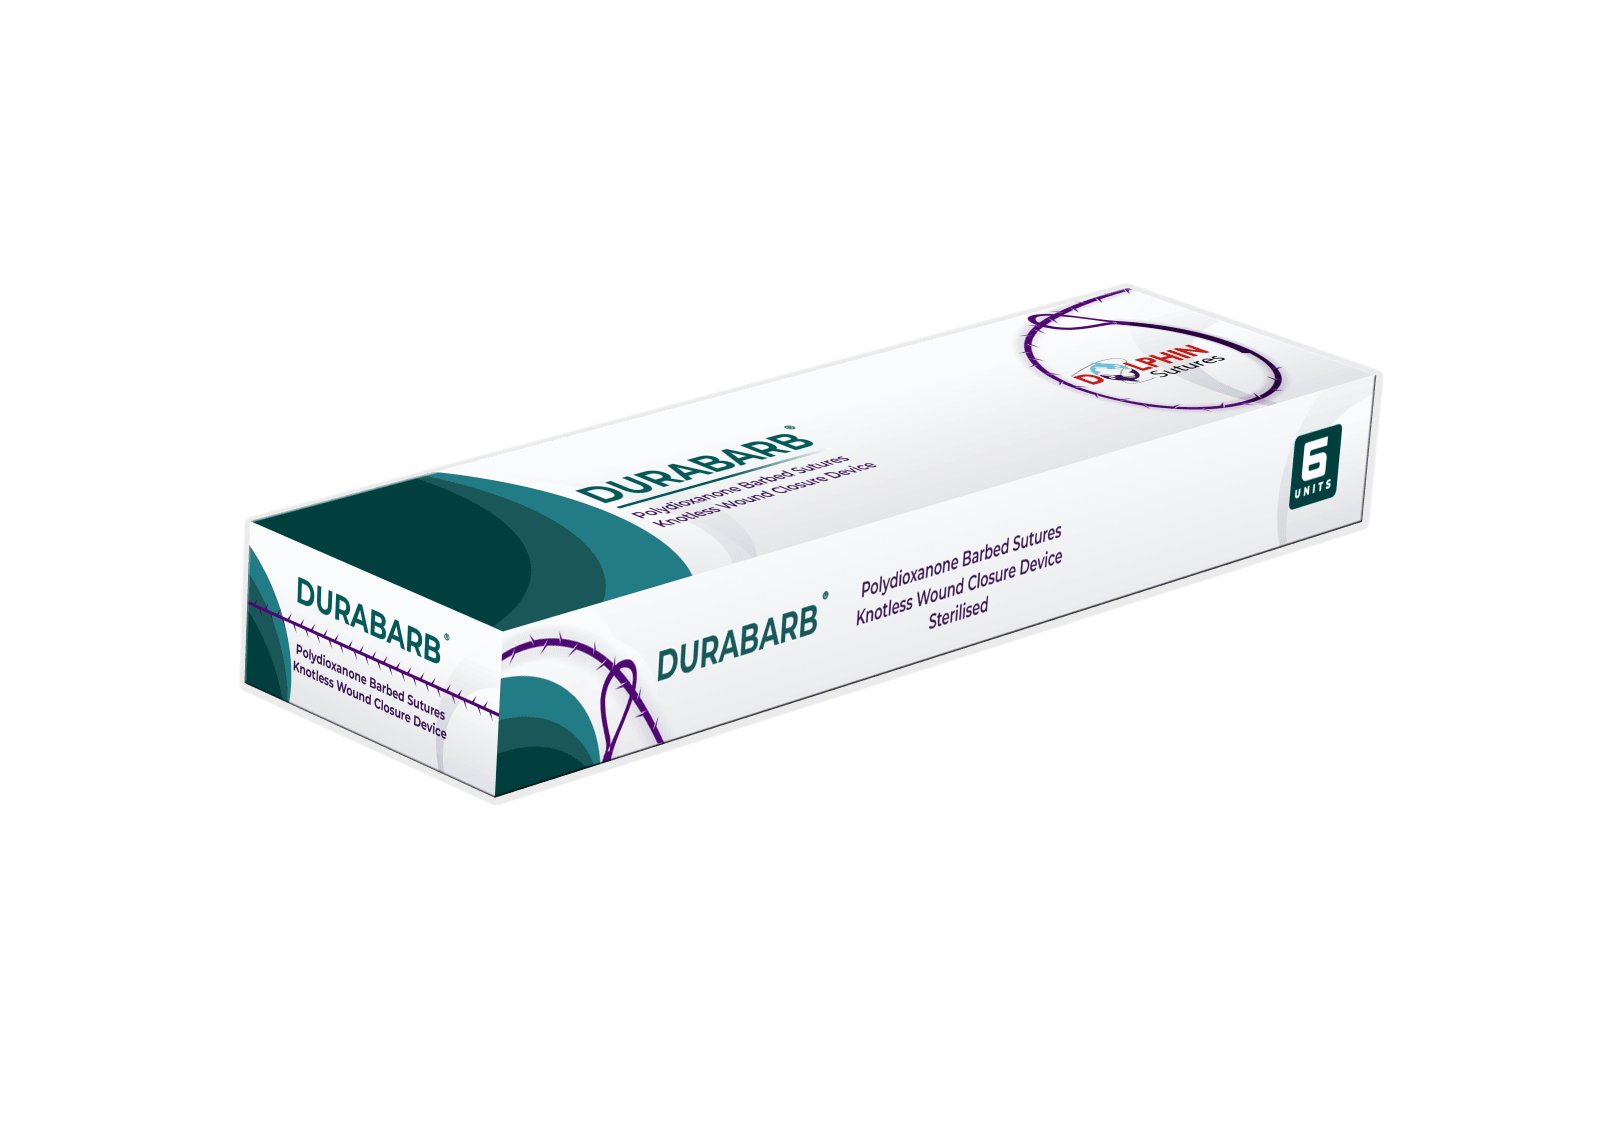 DOLPHIN
Sutures
DURABARB®
Polydioxanone Barbed Sutures
Knotless Wound Closure Device
6
UNITS
DURABARB®
Polydioxanone Barbed Sutures
Knotless Wound Closure Device
Sterilised
DURABARB®
Polydioxanone Barbed Sutures
Knotless Wound Closure Device